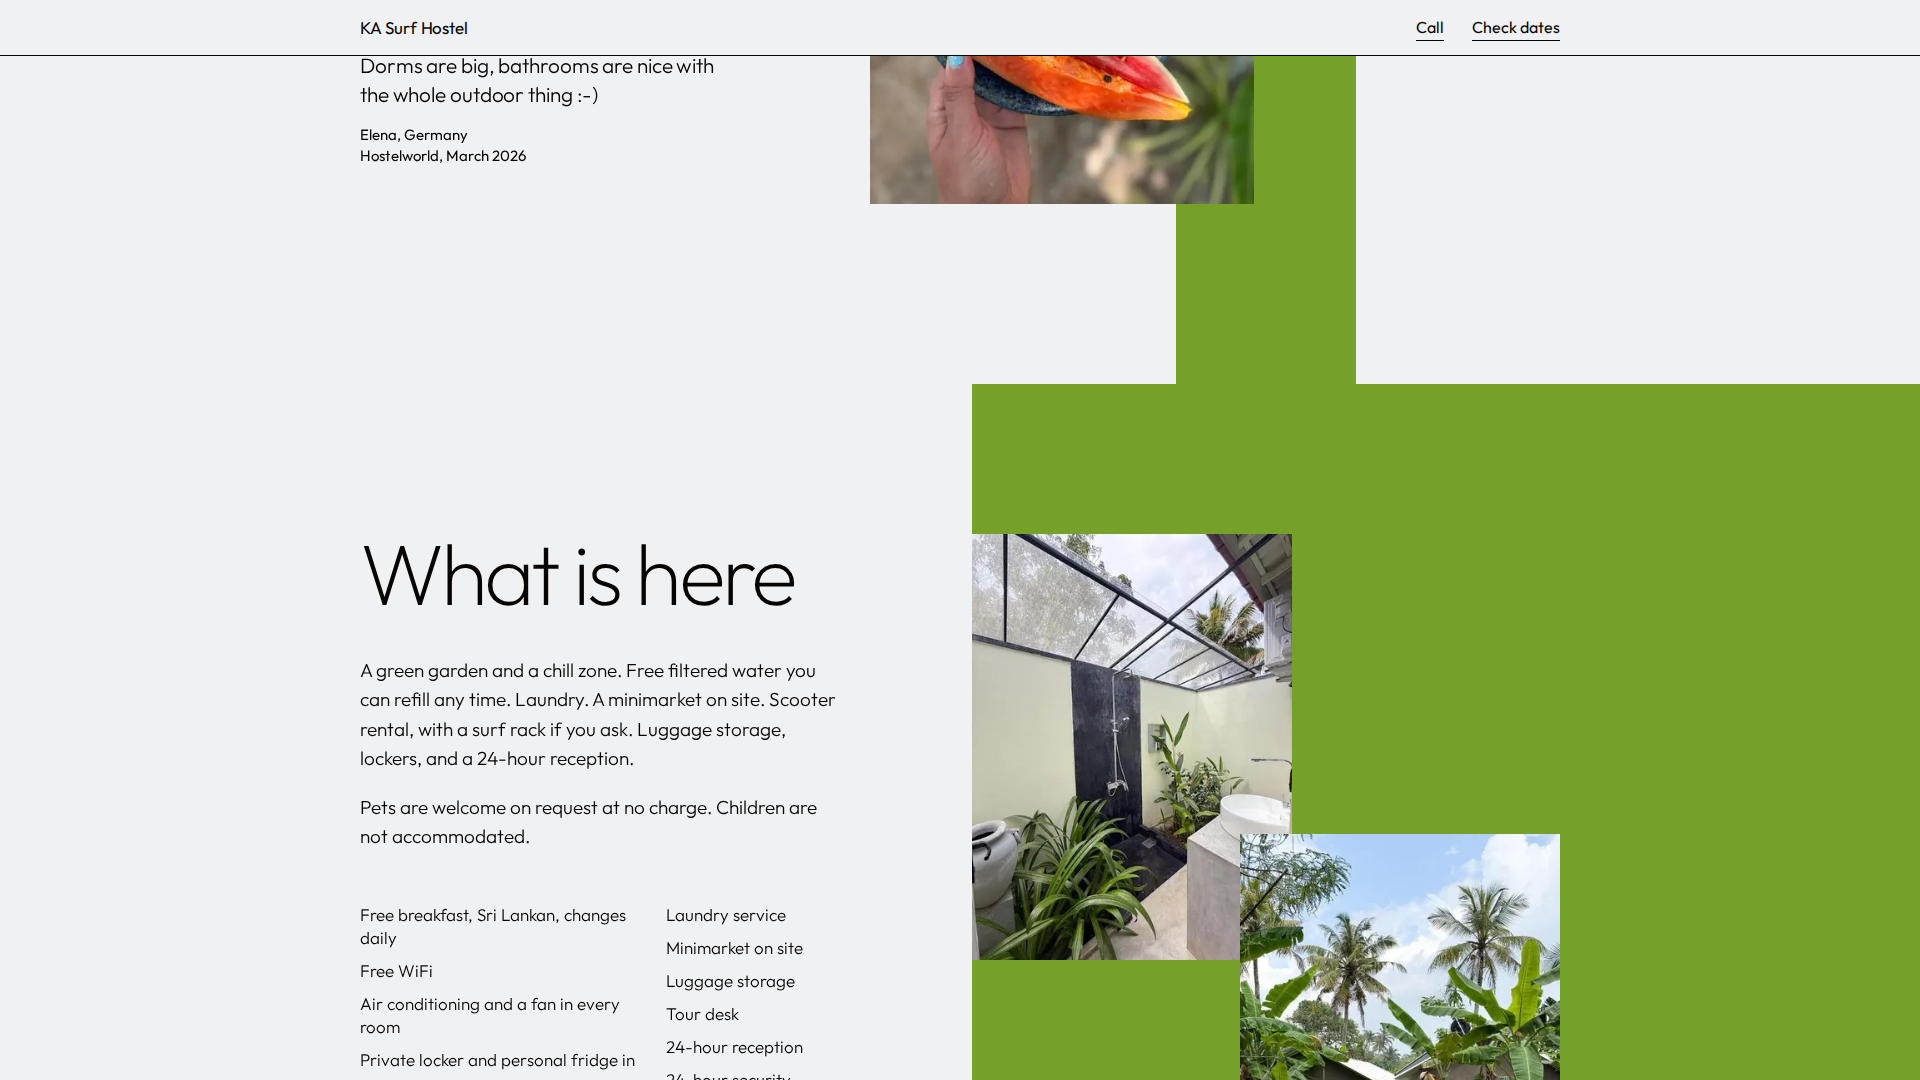 KA Surf Hostel
Call
Check dates
Dorms are big, bathrooms are nice with
the whole outdoor thing :-)
Elena, Germany
Hostelworld, March 2026
What is here
A green garden and a chill zone. Free filtered water you
can refill any time. Laundry. A minimarket on site. Scooter
rental, with a surf rack if you ask. Luggage storage,
lockers, and a 24-hour reception.
Pets are welcome on request at no charge. Children are
not accommodated.
Free breakfast, Sri Lankan, changes
daily
Free WiFi
Air conditioning and a fan in every
room
Private locker and personal fridge in
Laundry service
Minimarket on site
Luggage storage
Tour desk
24-hour reception
24-hour security